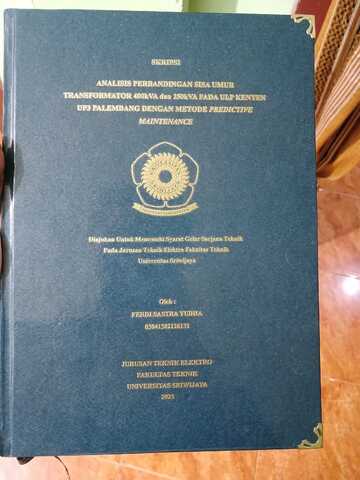 SKRIPSI
ANALISIS PERBANDINGAN SISA UMUR
TRANSFORMATOR 400kVA dan 250kVA PADA ULP KENTEN
UP3 PALEMBANG DENGAN METODE PREDICTIVE
MAINTENANCE
Diajukan Untuk Memenuhi Syarat Gelar Sarjana Teknik
Pada Jurusan Teknik Elektro Fakultas Teknik
Universitas Sriwijaya
Oleh :
FERDI SASTRA YUDHA
JURUSAN TEKNIK ELEKTRO
FAKULTAS TEKNIK
UNIVERSITAS SRIWIJAYA